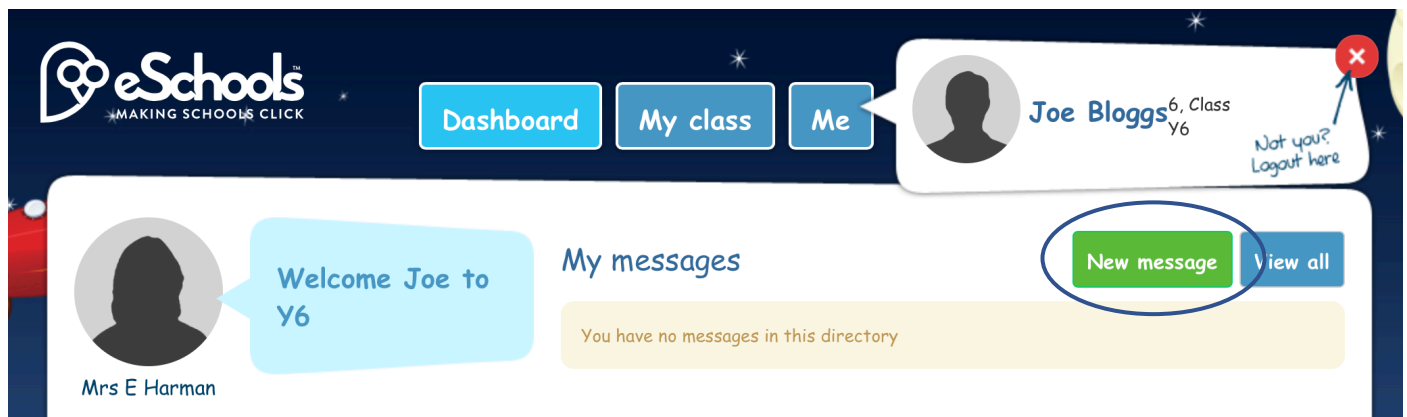 eSchools™
MAKING SCHOOLS CLICK
Dashboard
My class
Me
Joe Bloggs
6, Class
Y6
Not you?
Logout here
Welcome Joe to
Y6
Mrs E Harman
My messages
New message
View all
You have no messages in this directory